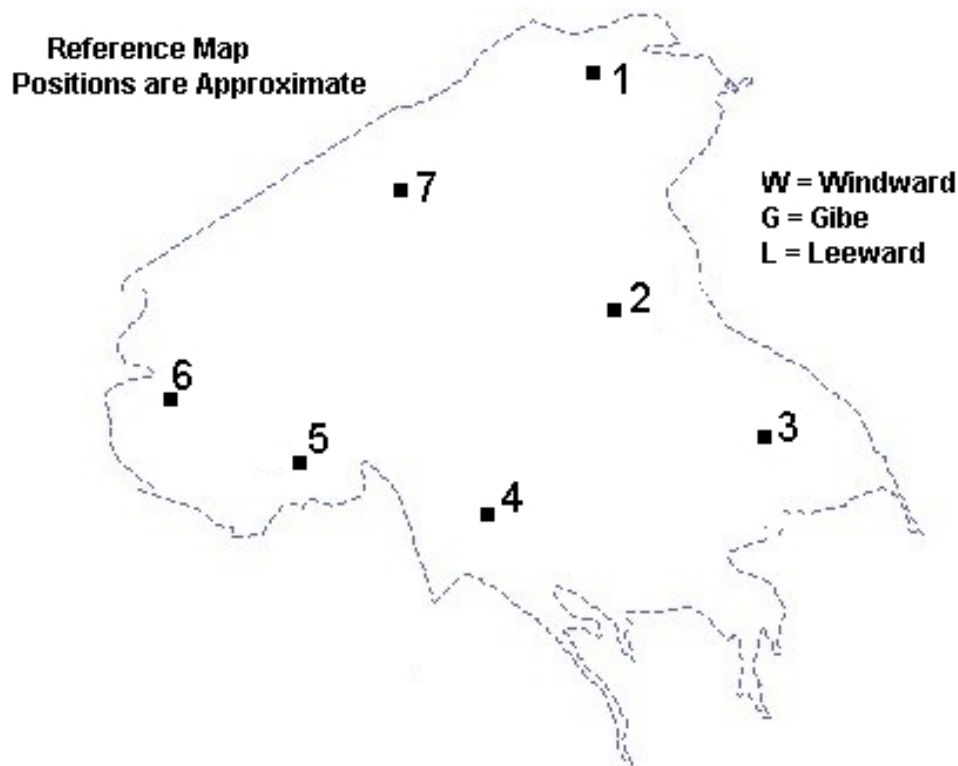 Reference Map
Positions are Approximate
1
7
W = Windward
G = Gibe
L = Leeward
2
6
5
3
4